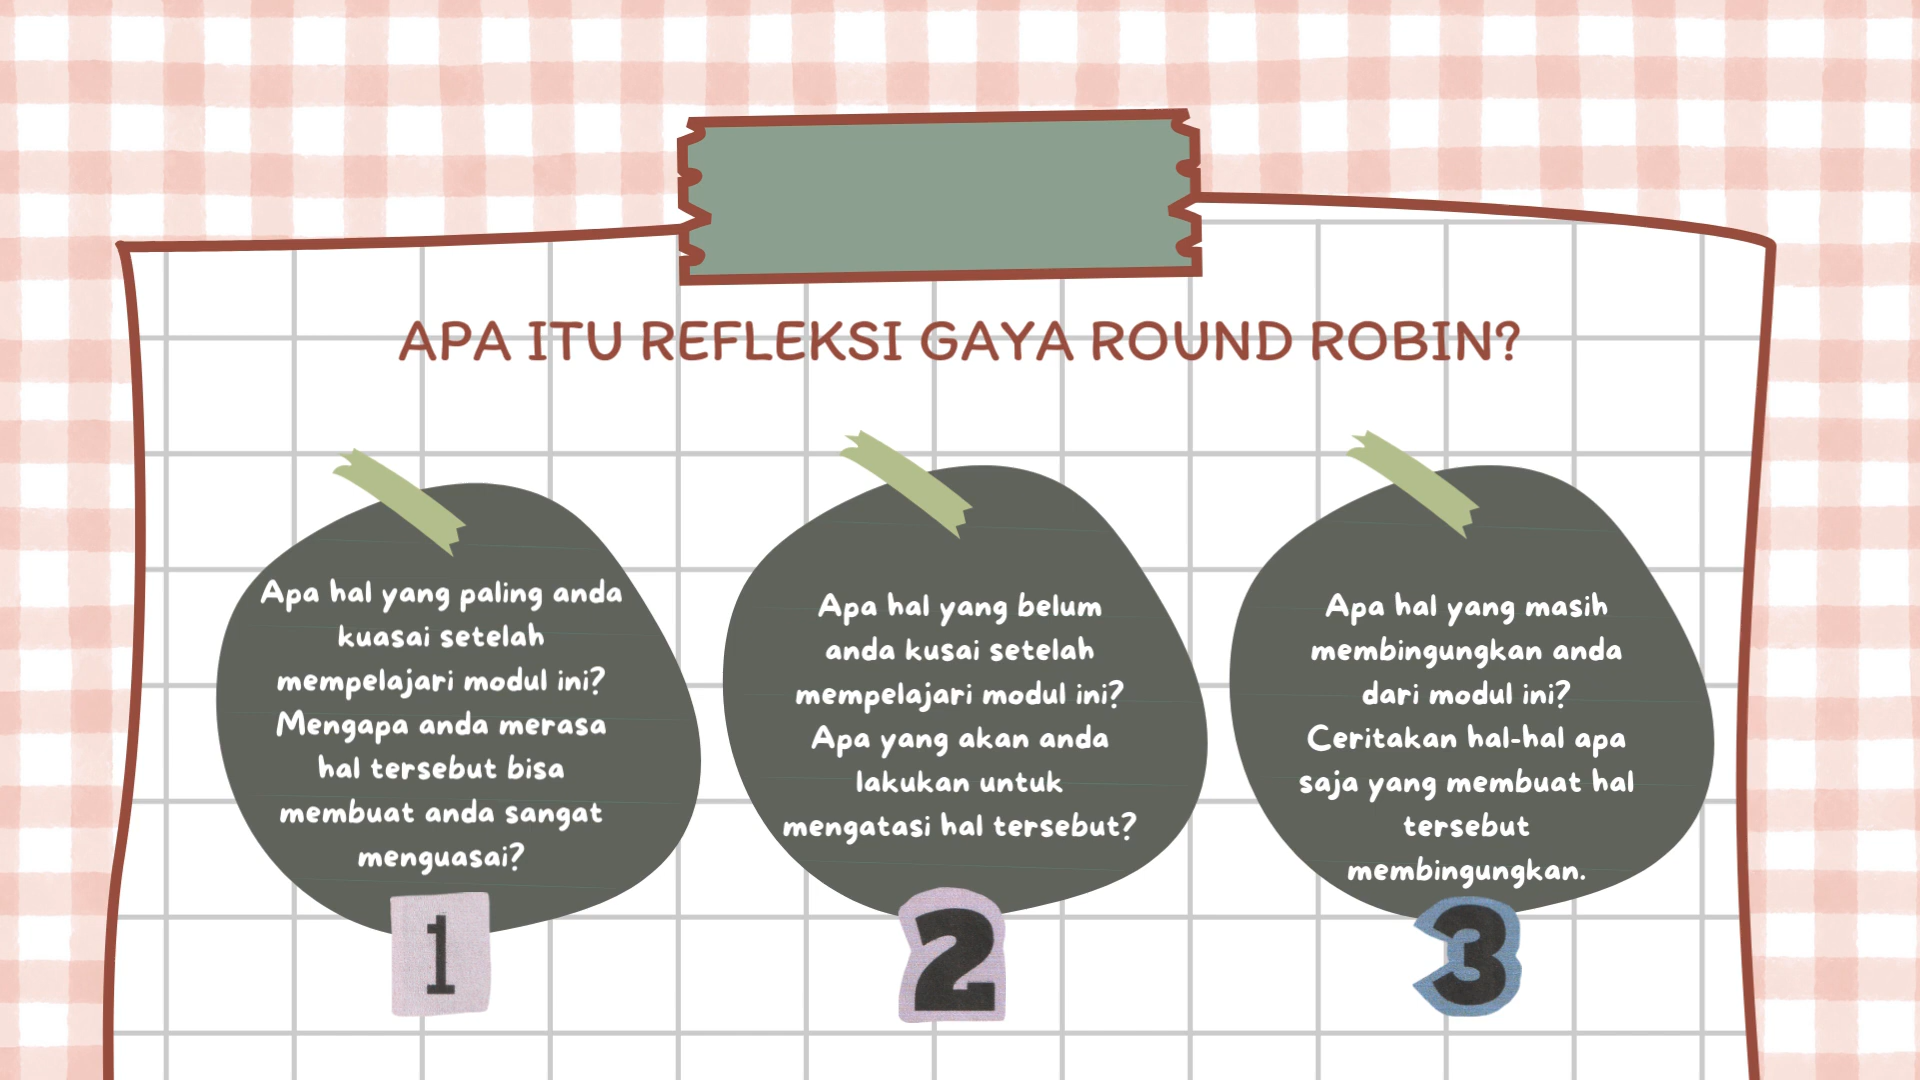 APA ITU REFLEKSI GAYA ROUND ROBIN?
Apa hal yang paling anda
kuasai setelah
mempelajari modul ini?
Mengapa anda merasa
hal tersebut bisa
membuat anda sangat
menguasai?
1
Apa hal yang belum
anda kusai setelah
mempelajari modul ini?
Apa yang akan anda
lakukan untuk
mengatasi hal tersebut?
2
Apa hal yang masih
membingungkan anda
dari modul ini?
Ceritakan hal-hal apa
saja yang membuat hal
tersebut
membingungkan.
3